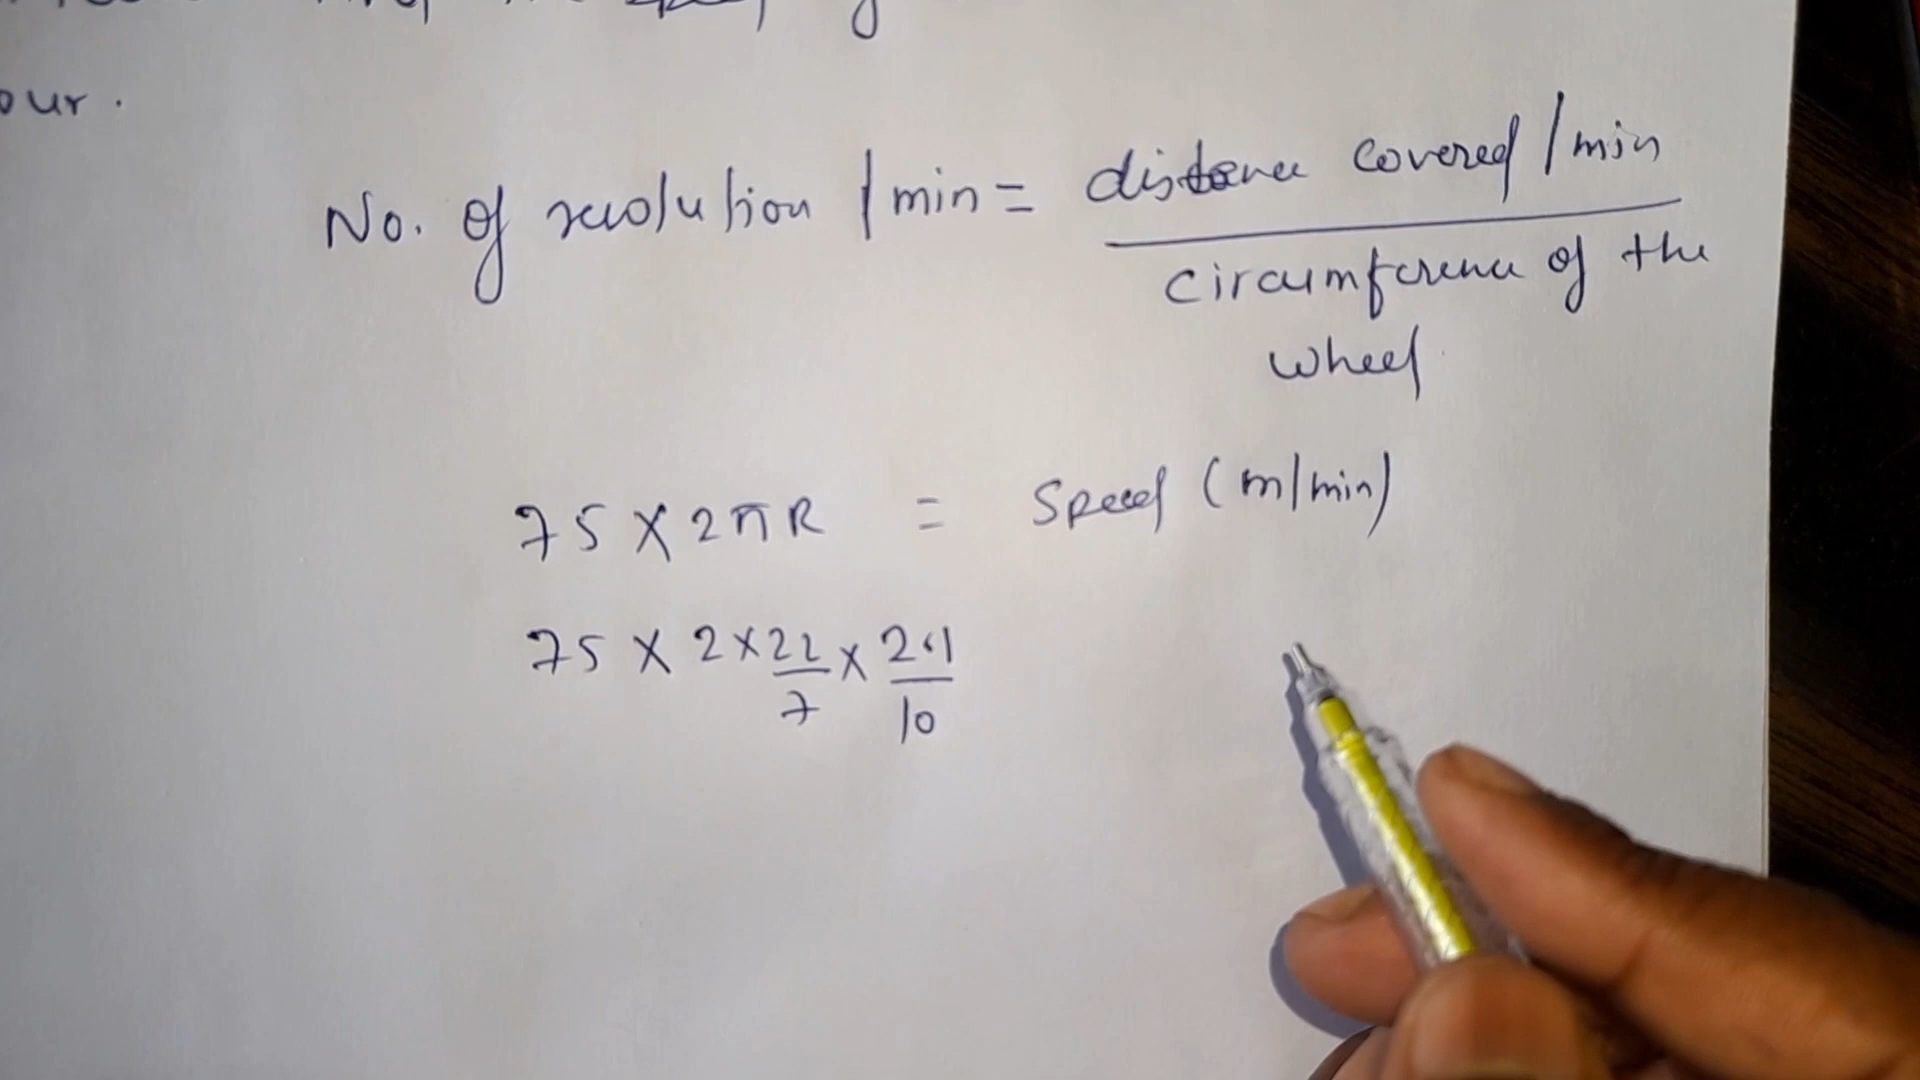 our.
No. of revolution / min = distance covered / min
circumference of the
wheel
75 × 2πR = Speed (m/min)
75 × 2 × 22/7 × 2.1/10